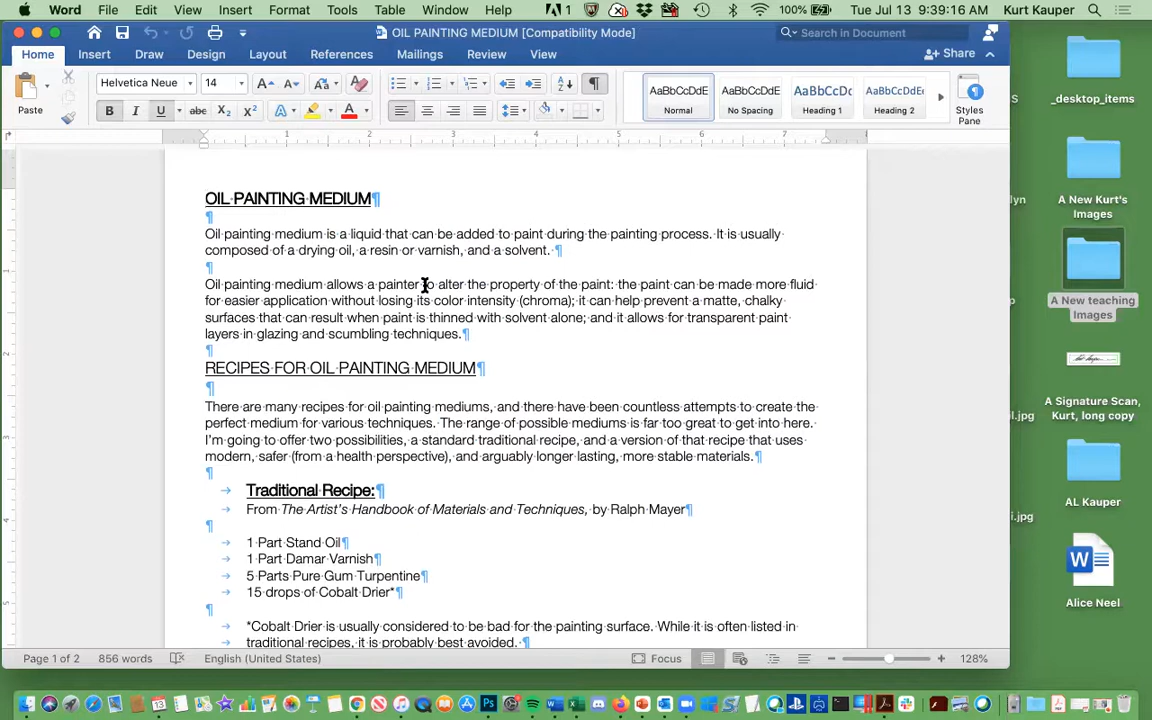 Word File Edit View Insert Format Tools Table Window Help 1 100% Tue Jul 13 9:39:16 AM Kurt Kauper
OIL PAINTING MEDIUM [Compatibility Mode] Search in Document
Home Insert Draw Design Layout References Mailings Review View Share
Paste Helvetica Neue 14 AaBbCcDdEe Normal No Spacing Heading 1 Heading 2 Styles Pane
1 2 3 4 5 6 7
OIL PAINTING MEDIUM¶
¶
Oil painting medium is a liquid that can be added to paint during the painting process. It is usually
composed of a drying oil, a resin or varnish, and a solvent. ¶
¶
Oil painting medium allows a painter to alter the property of the paint: the paint can be made more fluid
for easier application without losing its color intensity (chroma); it can help prevent a matte, chalky
surfaces that can result when paint is thinned with solvent alone; and it allows for transparent paint
layers in glazing and scumbling techniques.¶
¶
RECIPES FOR OIL PAINTING MEDIUM¶
¶
There are many recipes for oil painting mediums, and there have been countless attempts to create the
perfect medium for various techniques. The range of possible mediums is far too great to get into here.
I'm going to offer two possibilities, a standard traditional recipe, and a version of that recipe that uses
modern, safer (from a health perspective), and arguably longer lasting, more stable materials.¶
¶
Traditional Recipe:¶
From The Artist's Handbook of Materials and Techniques, by Ralph Mayer¶
¶
1 Part Stand Oil¶
1 Part Damar Varnish¶
5 Parts Pure Gum Turpentine¶
15 drops of Cobalt Drier*¶
¶
*Cobalt Drier is usually considered to be bad for the painting surface. While it is often listed in
traditional recipes, it is probably best avoided. ¶
Page 1 of 2 856 words English (United States) Focus 128%
_desktop_items
A New Kurt's
Images
A New teaching
Images
A Signature Scan,
Kurt, long copy
AL Kauper
Alice Neel